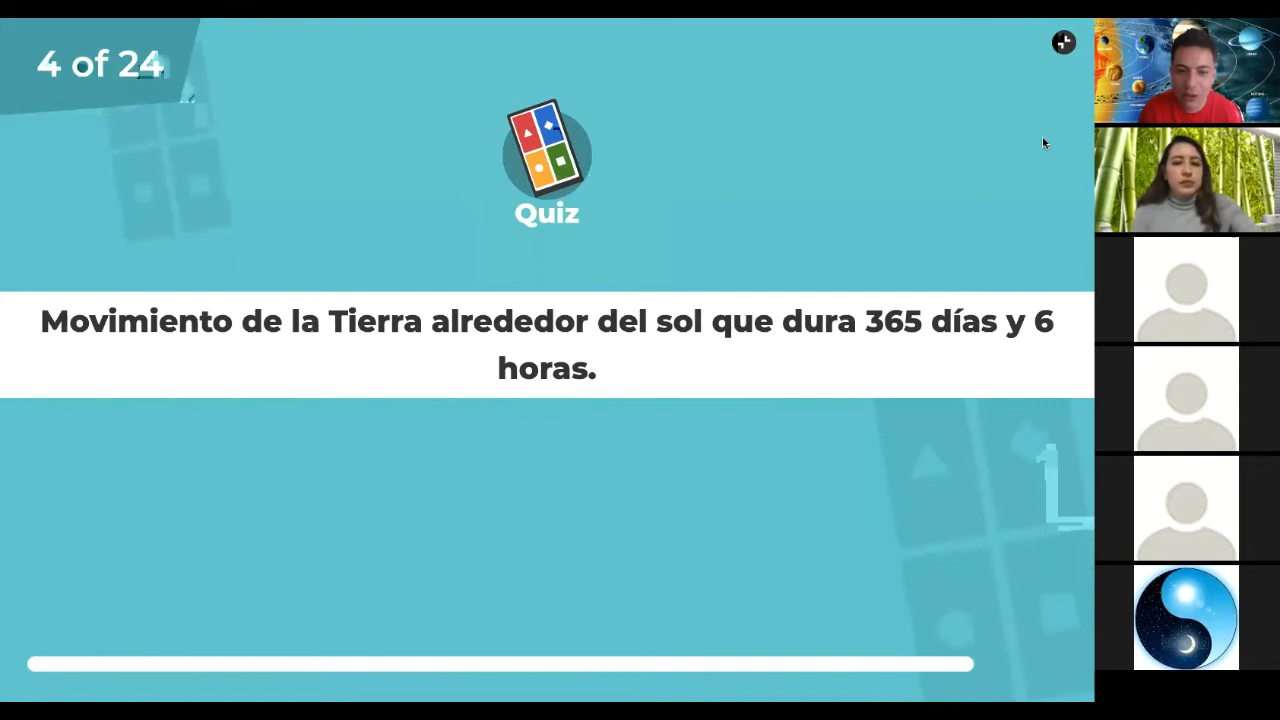 4 of 24
Quiz
Movimiento de la Tierra alrededor del sol que dura 365 días y 6
horas.